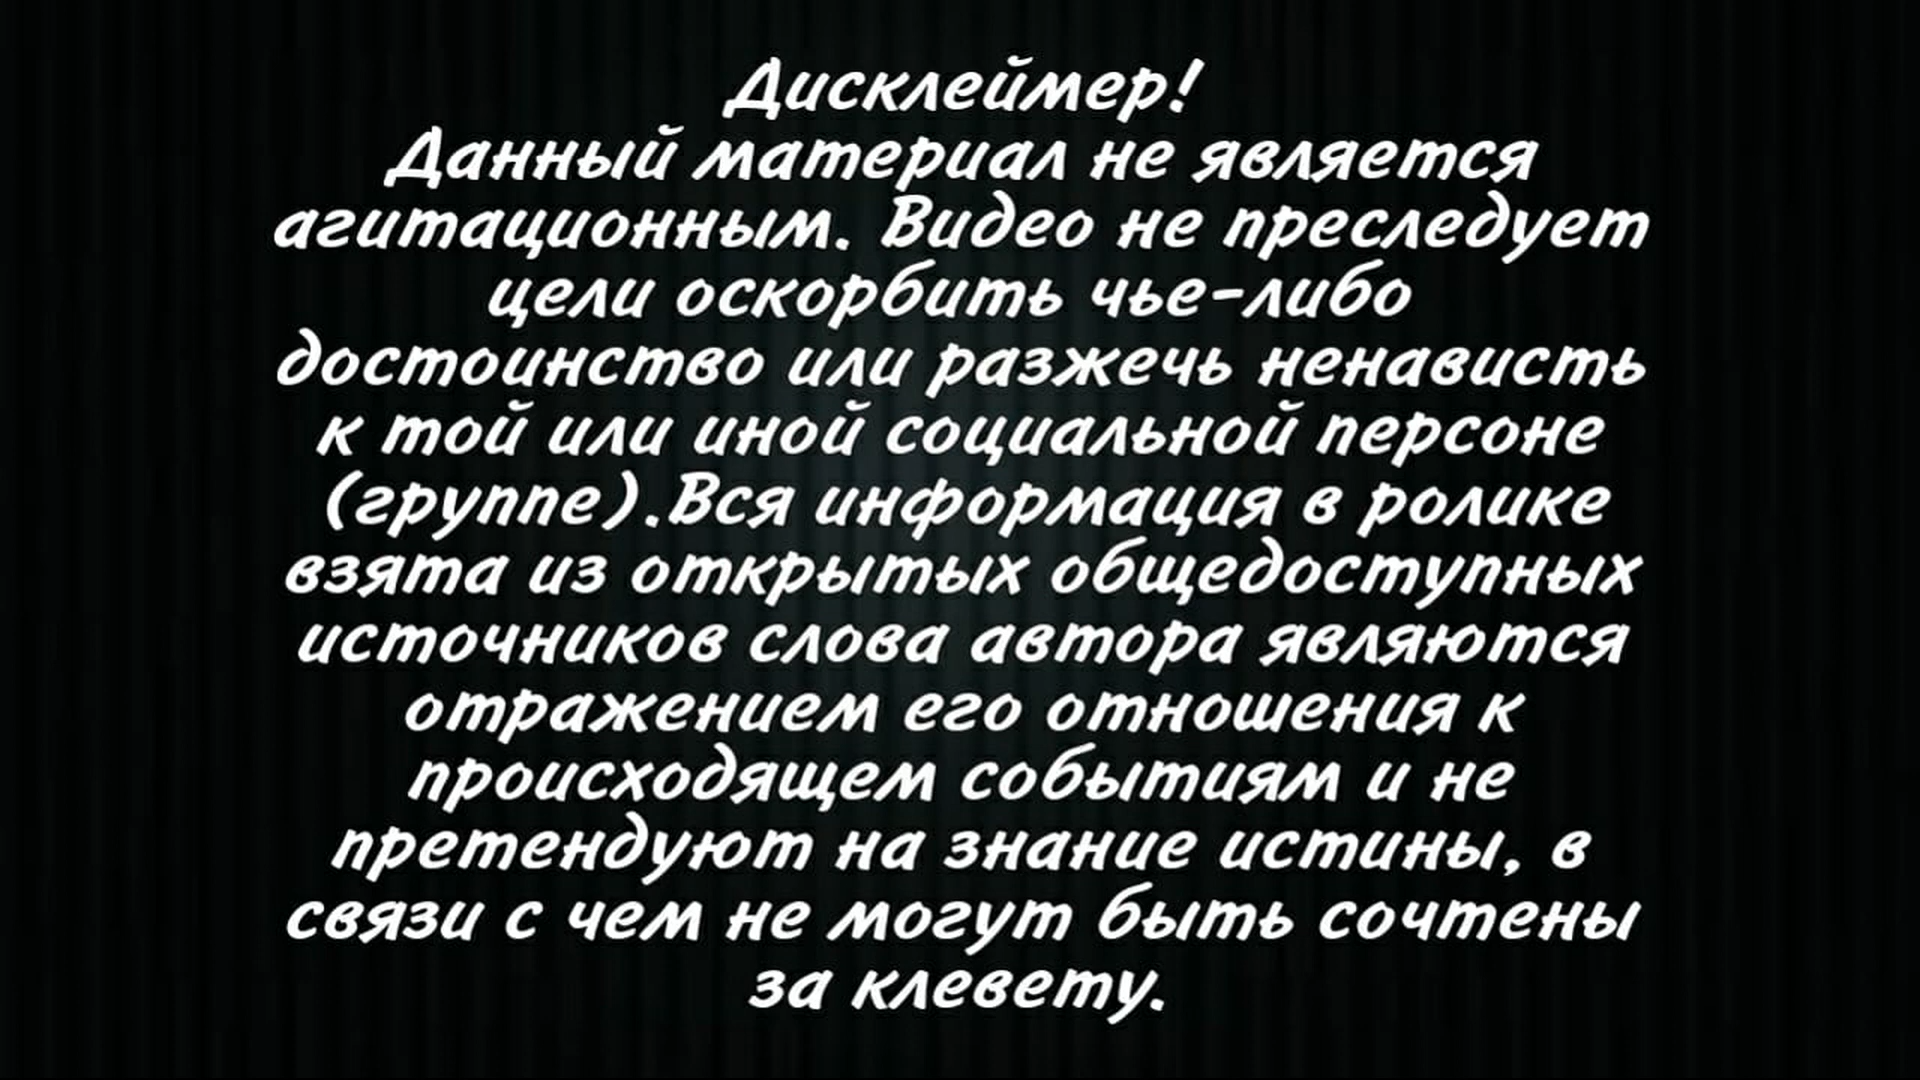 Дисклеймер!
Данный материал не является
агитационным. Видео не преследует
цели оскорбить чье-либо
достоинство или разжечь ненависть
к той или иной социальной персоне
(группе).Вся информация в ролике
взята из открытых общедоступных
источников слова автора являются
отражением его отношения к
происходящем событиям и не
претендуют на знание истины, в
связи с чем не могут быть сочтены
за клевету.